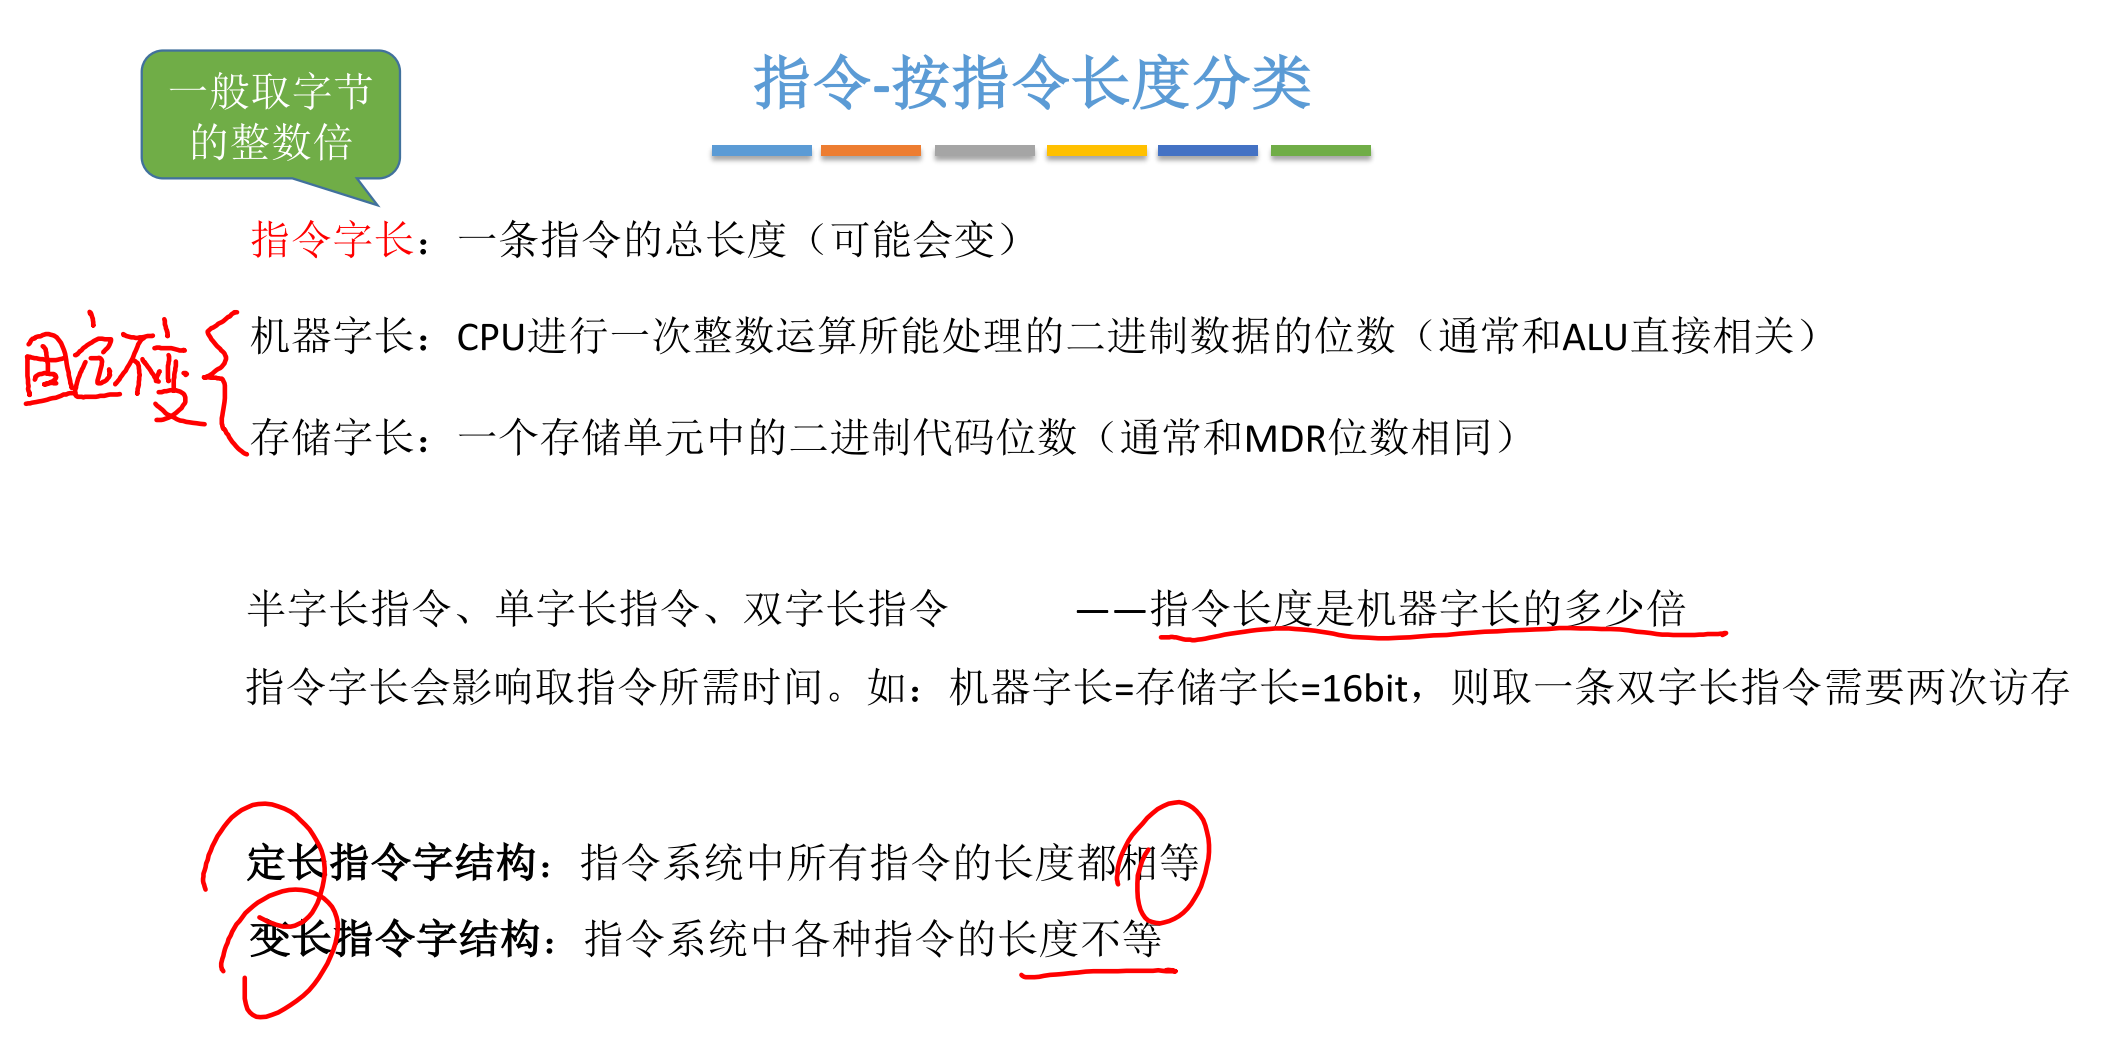 指令-按指令长度分类
一般取字节
的整数倍
指令字长：一条指令的总长度（可能会变）
固定不变
机器字长：CPU进行一次整数运算所能处理的二进制数据的位数（通常和ALU直接相关）
存储字长：一个存储单元中的二进制代码位数（通常和MDR位数相同）
半字长指令、单字长指令、双字长指令 ——指令长度是机器字长的多少倍
指令字长会影响取指令所需时间。如：机器字长=存储字长=16bit，则取一条双字长指令需要两次访存
定长指令字结构：指令系统中所有指令的长度都相等
变长指令字结构：指令系统中各种指令的长度不等